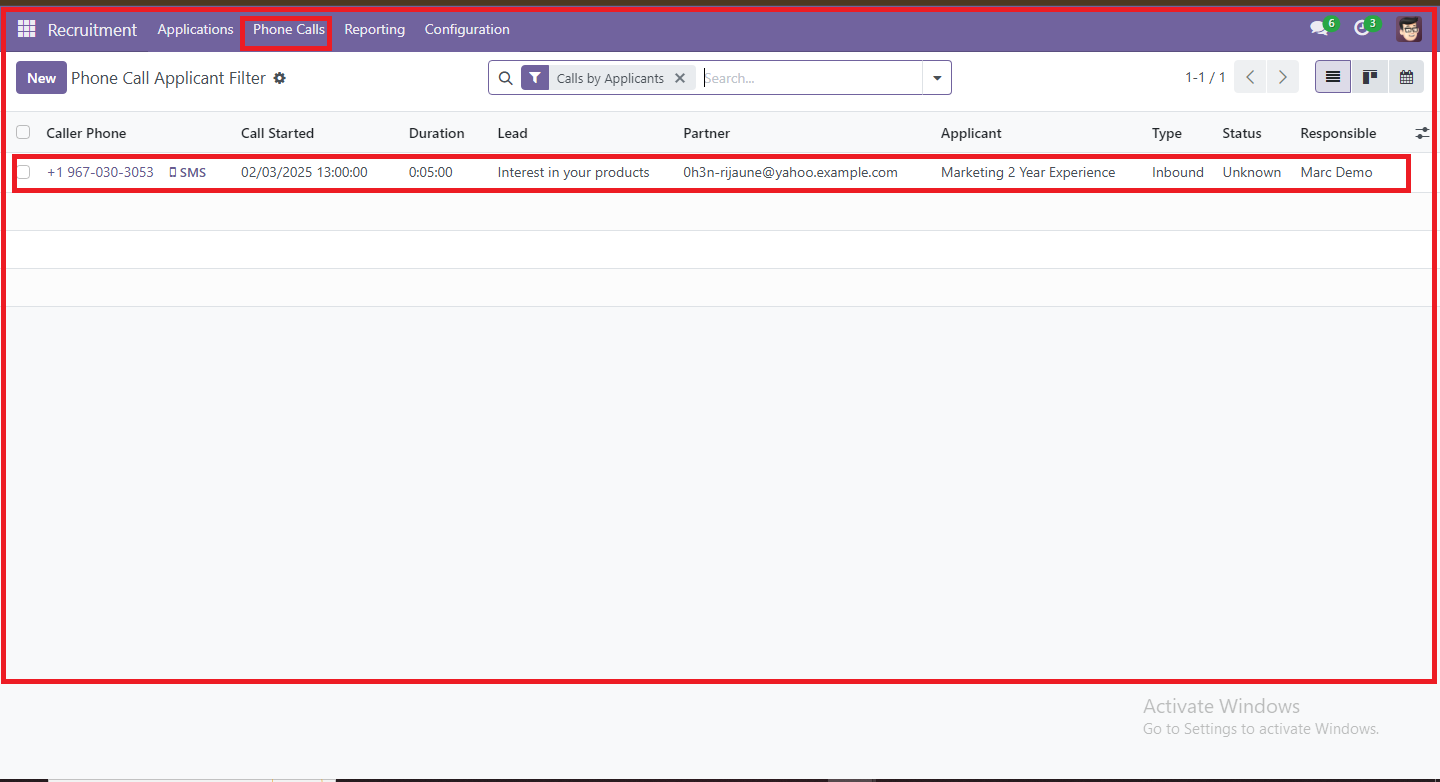 Recruitment Applications Phone Calls Reporting Configuration 6 3
New Phone Call Applicant Filter Calls by Applicants Search... 1-1 / 1
Caller Phone Call Started Duration Lead Partner Applicant Type Status Responsible
+1 967-030-3053 SMS 02/03/2025 13:00:00 0:05:00 Interest in your products 0h3n-rijaune@yahoo.example.com Marketing 2 Year Experience Inbound Unknown Marc Demo
Activate Windows
Go to Settings to activate Windows.